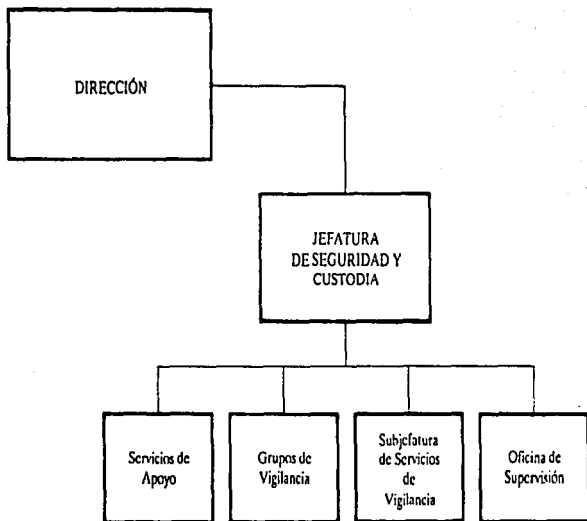 DIRECCIÓN
JEFATURA
DE SEGURIDAD Y
CUSTODIA
Servicios de
Apoyo
Grupos de
Vigilancia
Subjefatura
de Servicios
de
Vigilancia
Oficina de
Supervisión